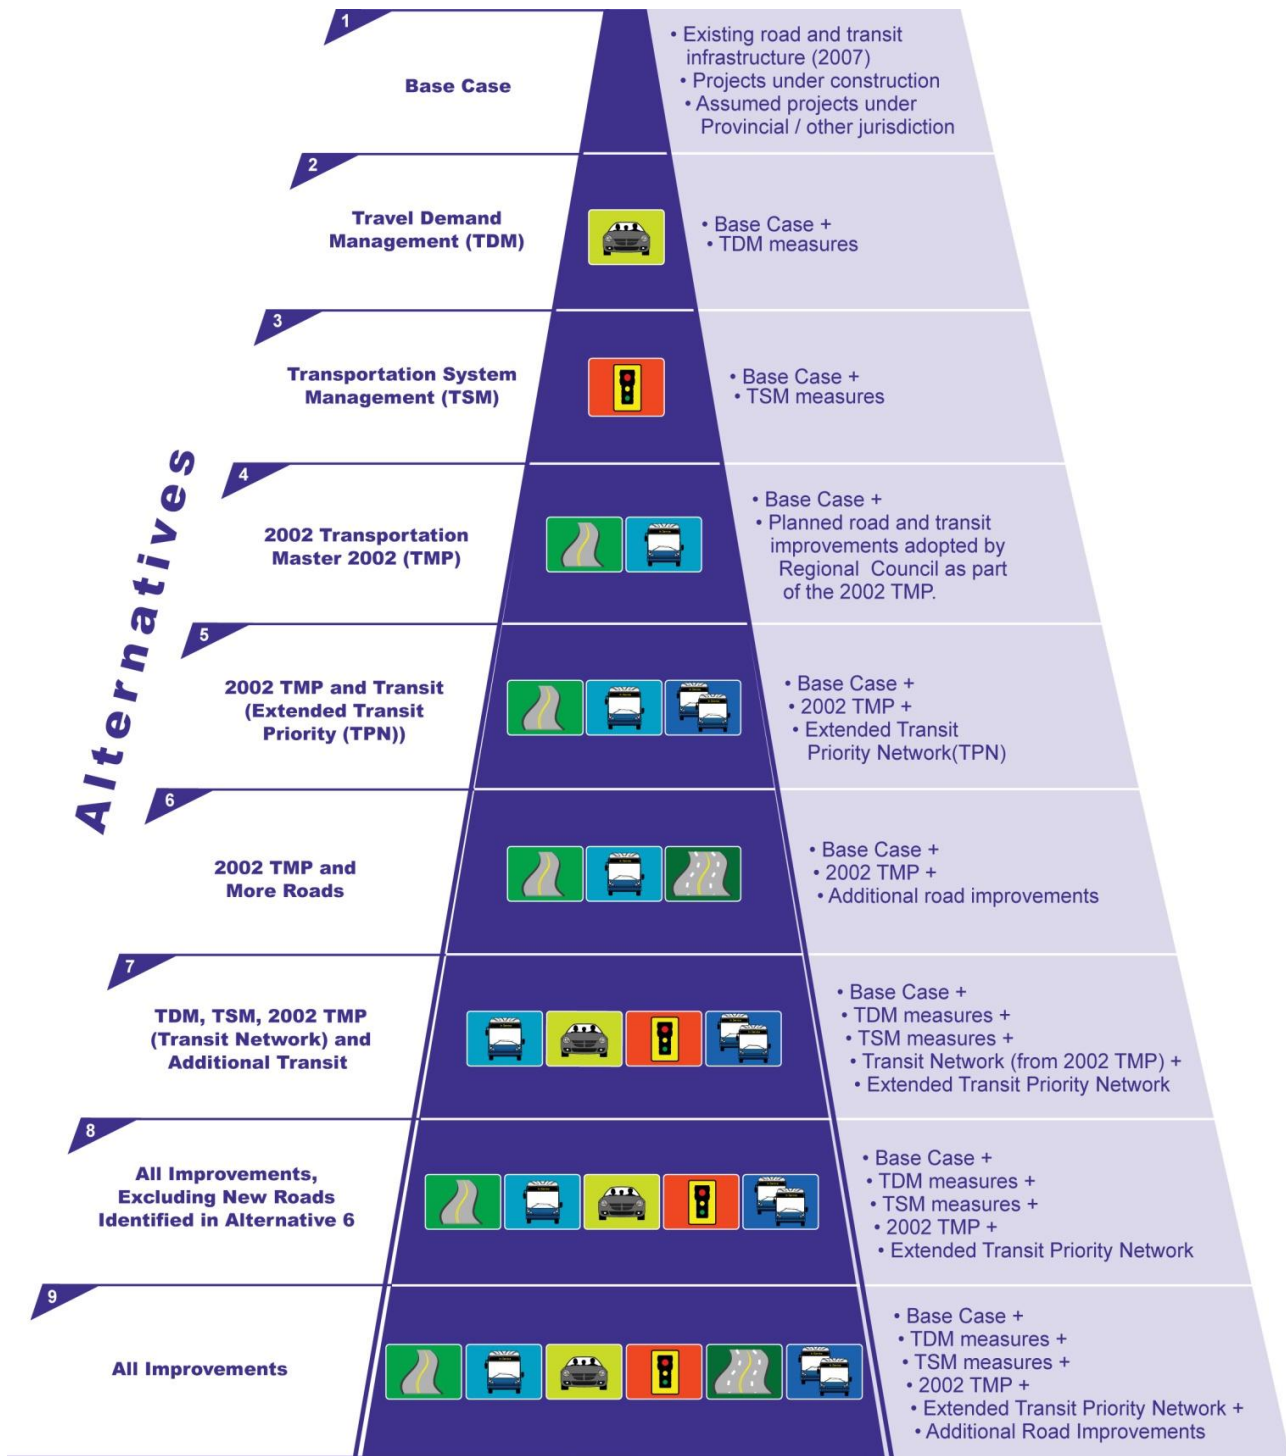 Alternatives
1
Base Case
• Existing road and transit
infrastructure (2007)
• Projects under construction
• Assumed projects under
Provincial / other jurisdiction
2
Travel Demand
Management (TDM)
• Base Case +
• TDM measures
3
Transportation System
Management (TSM)
• Base Case +
• TSM measures
4
2002 Transportation
Master 2002 (TMP)
• Base Case +
• Planned road and transit
improvements adopted by
Regional Council as part
of the 2002 TMP.
5
2002 TMP and Transit
(Extended Transit
Priority (TPN))
• Base Case +
• 2002 TMP +
• Extended Transit
Priority Network(TPN)
6
2002 TMP and
More Roads
• Base Case +
• 2002 TMP +
• Additional road improvements
7
TDM, TSM, 2002 TMP
(Transit Network) and
Additional Transit
• Base Case +
• TDM measures +
• TSM measures +
• Transit Network (from 2002 TMP) +
• Extended Transit Priority Network
8
All Improvements,
Excluding New Roads
Identified in Alternative 6
• Base Case +
• TDM measures +
• TSM measures +
• 2002 TMP +
• Extended Transit Priority Network
9
All Improvements
• Base Case +
• TDM measures +
• TSM measures +
• 2002 TMP +
• Extended Transit Priority Network +
• Additional Road Improvements